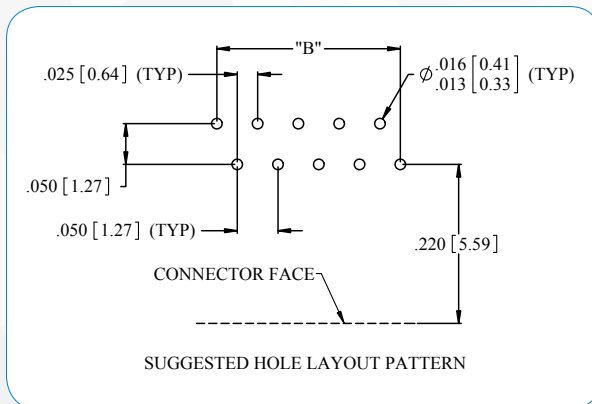 "B"
.025 [0.64] (TYP)
∅ .016 [0.41] (TYP)
.013 [0.33]
.050 [1.27]
.050 [1.27] (TYP)
.220 [5.59]
CONNECTOR FACE
SUGGESTED HOLE LAYOUT PATTERN